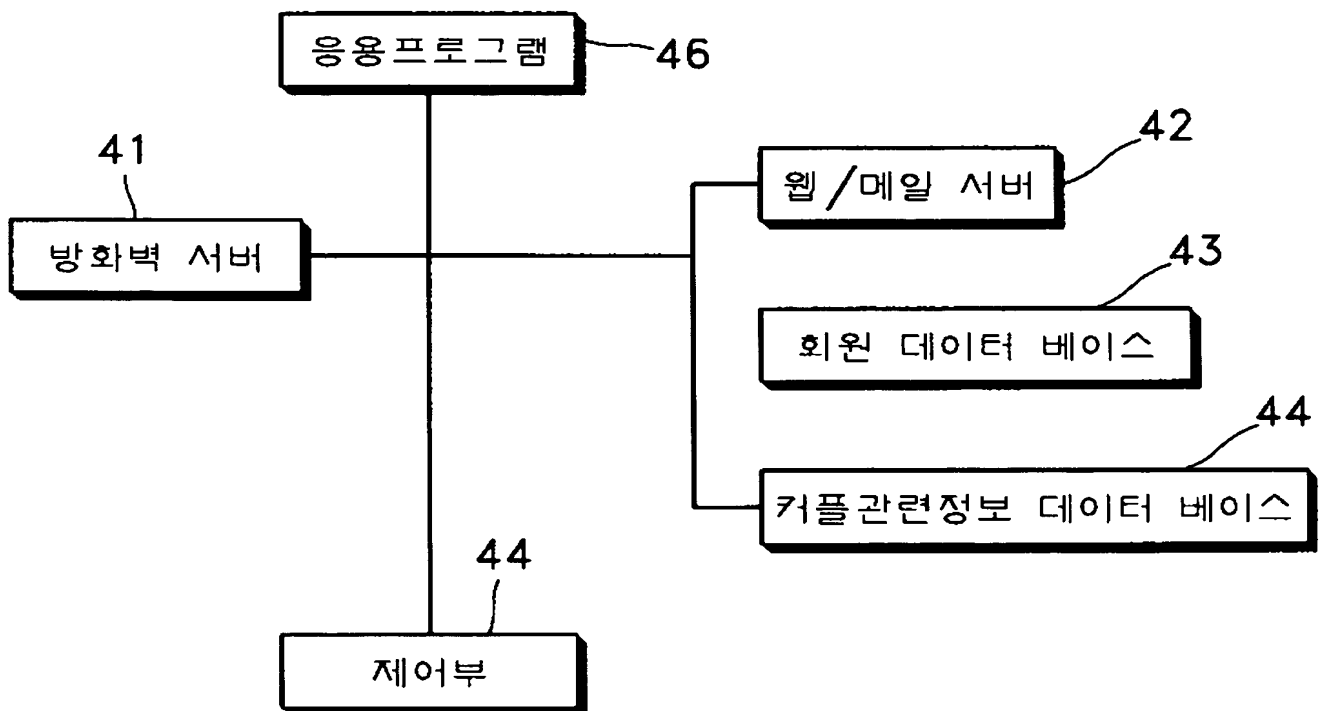 응용프로그램
46
41
방화벽 서버
42
웹/메일 서버
43
회원 데이터 베이스
44
커플관련정보 데이터 베이스
44
제어부